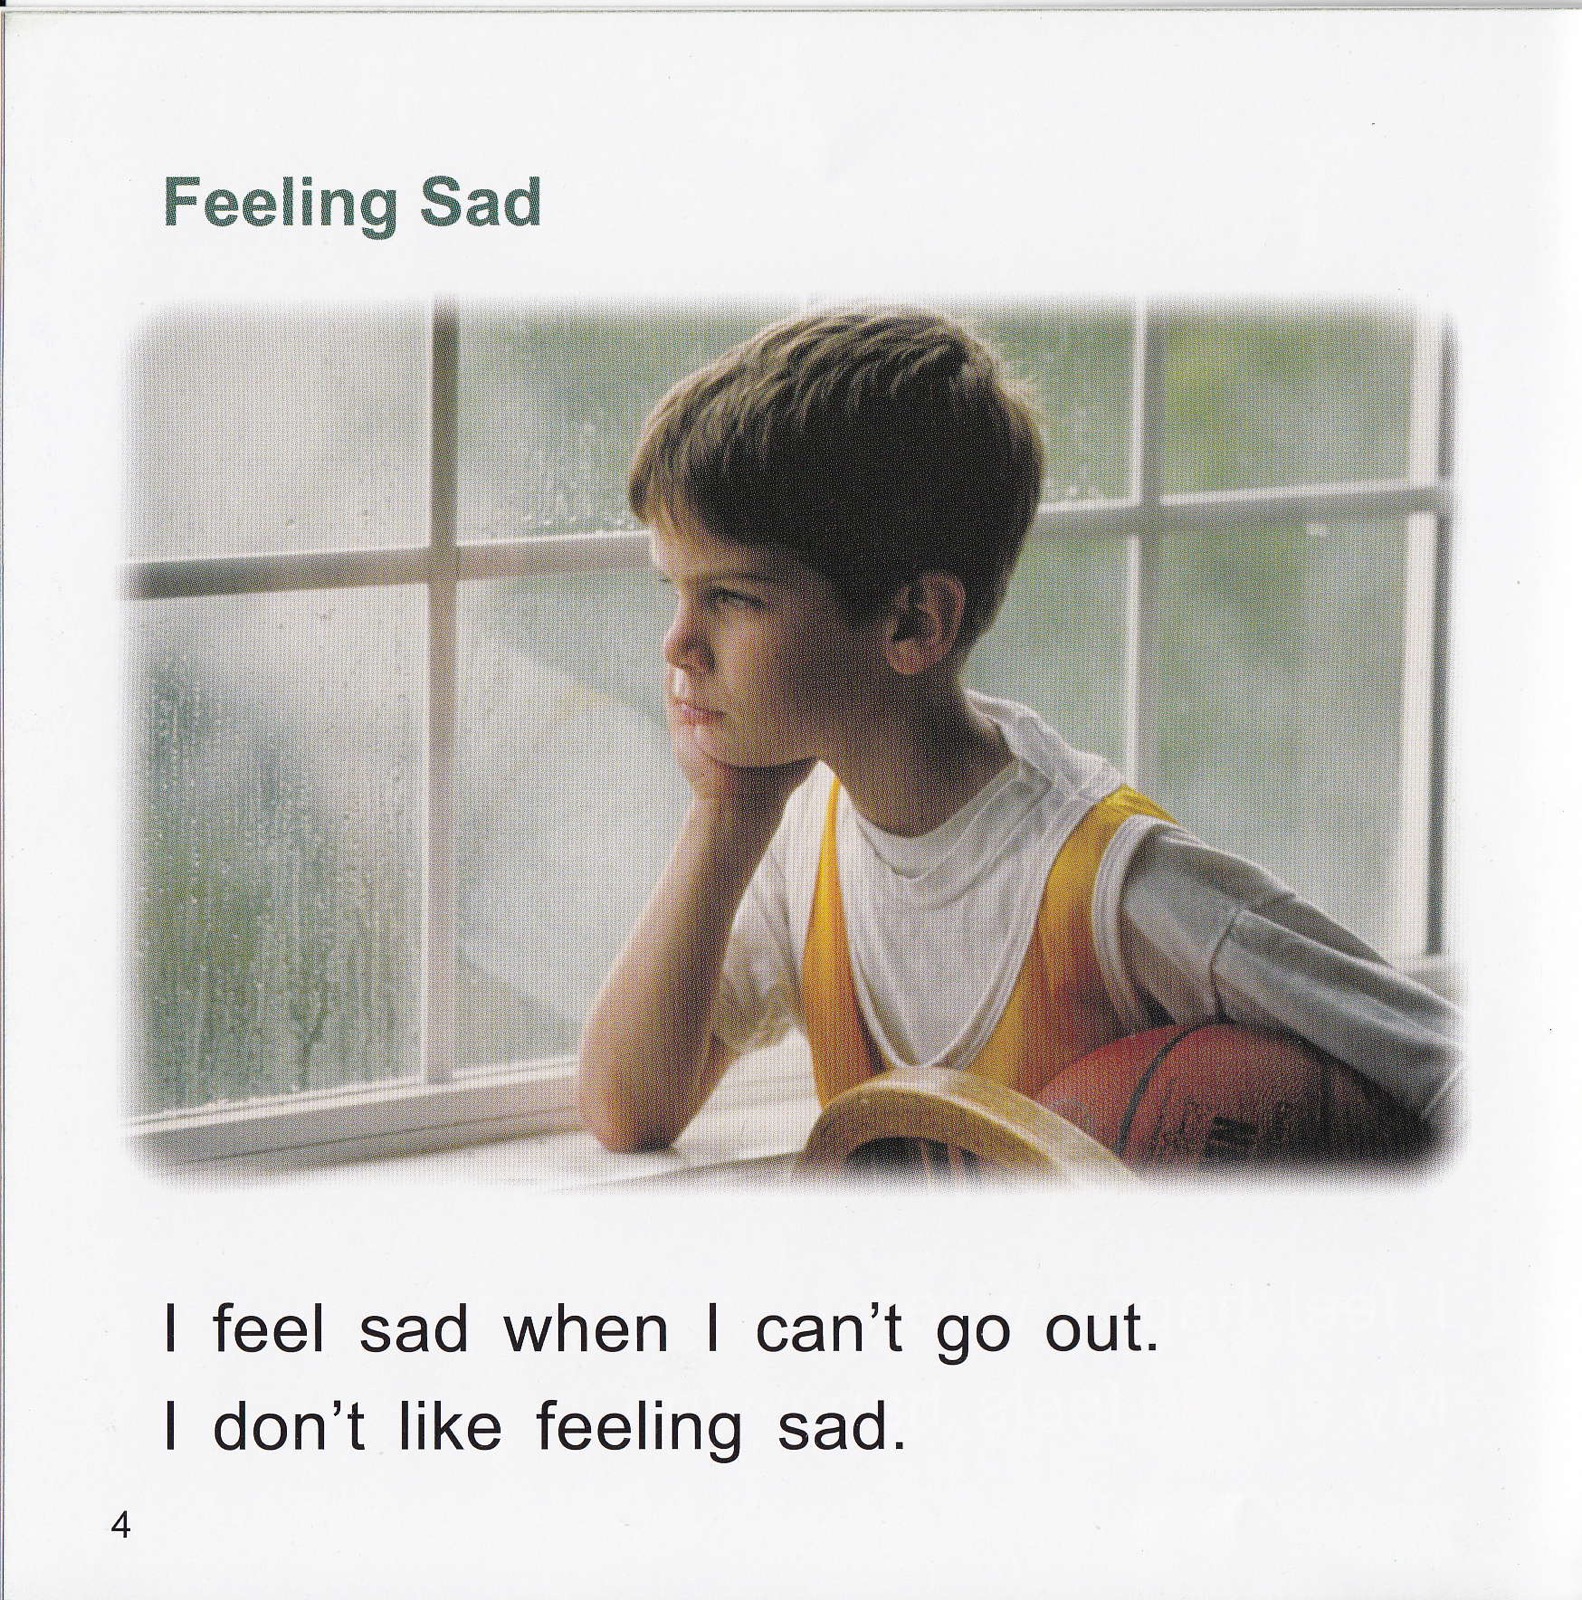 Feeling Sad
I feel sad when I can't go out.
I don't like feeling sad.
4